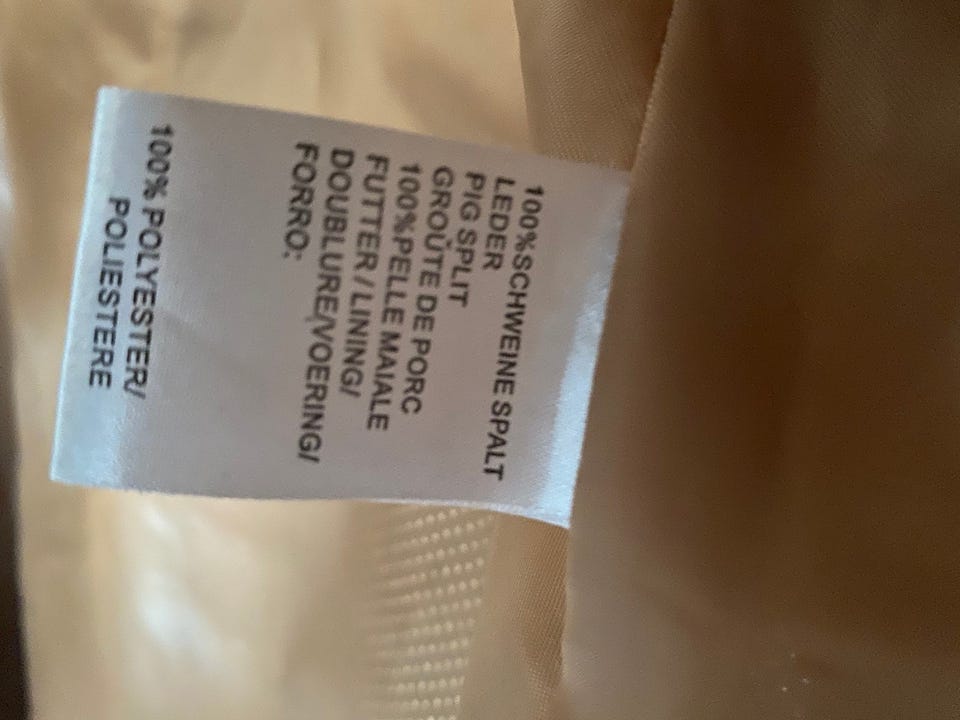 100%SCHWEINE SPALT
LEDER
PIG SPLIT
GROÛTE DE PORC
100%PELLE MAIALE
FUTTER / LINING/
DOUBLURE/VOERING/
FORRO:
100% POLYESTER/
POLIESTERE